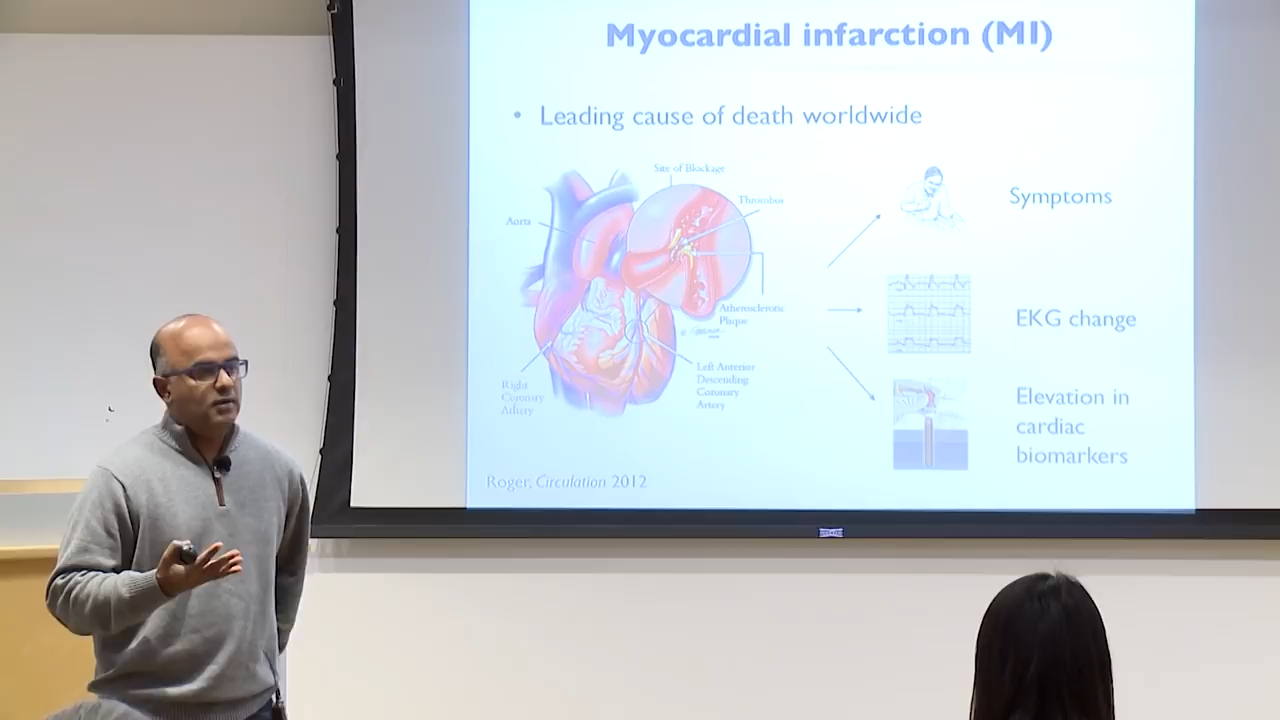 Myocardial infarction (MI)
• Leading cause of death worldwide
Site of Blockage
Thrombus
Aorta
Atherosclerotic
Plaque
Left Anterior
Descending
Coronary
Artery
Right
Coronary
Artery
Symptoms
EKG change
Elevation in
cardiac
biomarkers
Roger, Circulation 2012